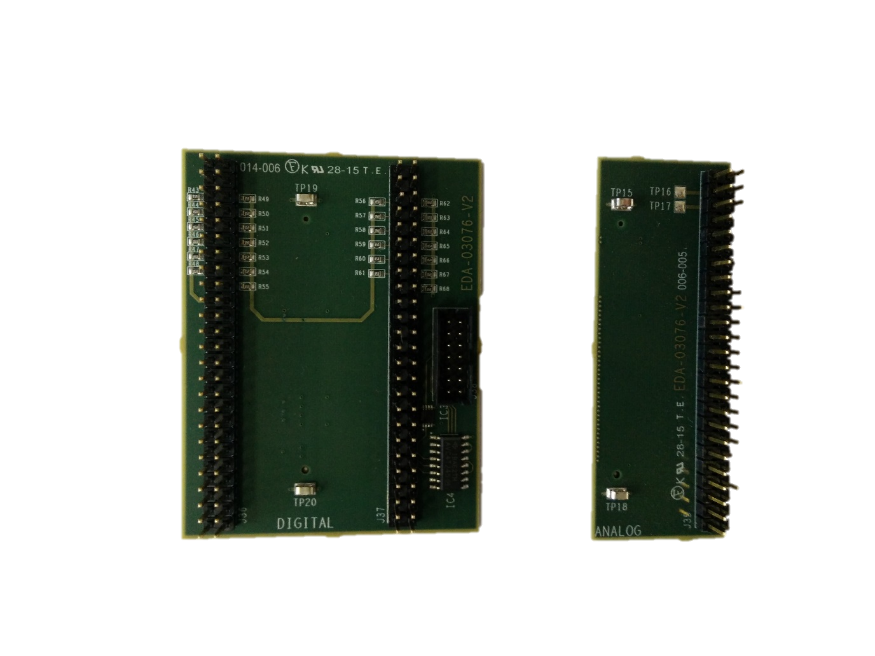 014-006 K 28-15 T.E.
TP19
R49
R50
R51
R52
R53
R54
R55
R56
R57
R58
R59
R60
R61
R62
R63
R64
R65
R66
R67
R68
EDA-03076-V2
IC3
IC4
TP20
DIGITAL
J36
J37
TP15
TP16
TP17
EDA-03076-V2 006-005.
K 28-15 T.E.
TP18
ANALOG